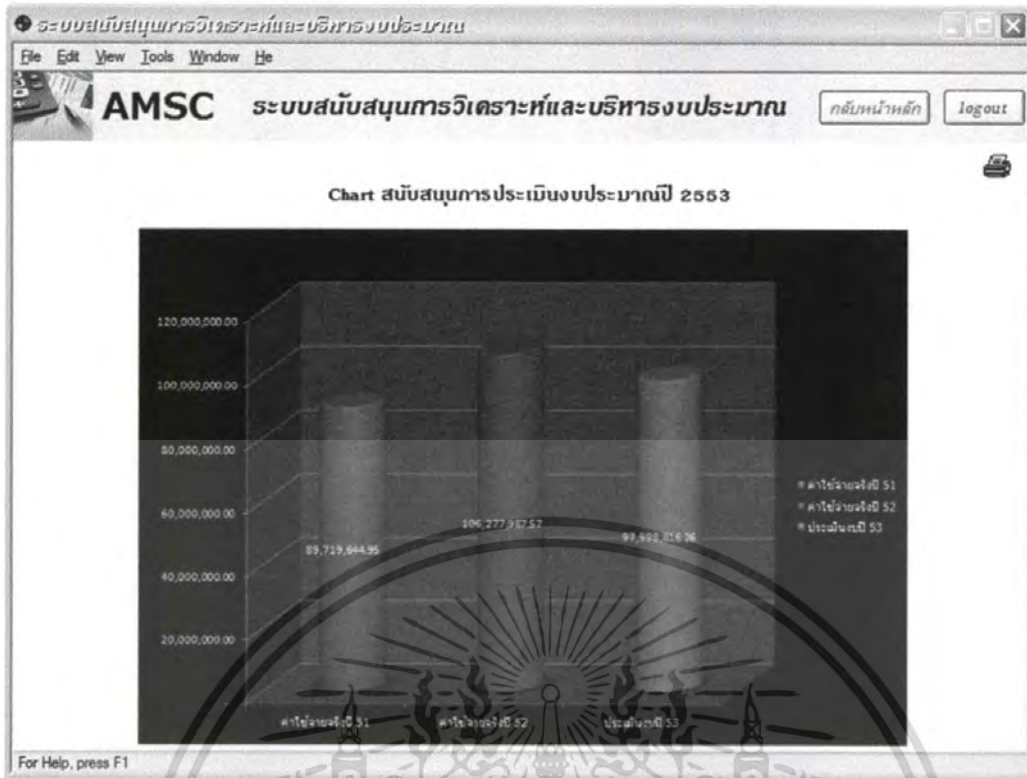 ระบบสนับสนุนการวิเคราะห์และบริหารงบประมาณ
File Edit View Tools Window He
AMSC ระบบสนับสนุนการวิเคราะห์และบริหารงบประมาณ กลับหน้าหลัก logout
Chart สนับสนุนการประเมินงบประมาณปี 2553
120,000,000.00
100,000,000.00
80,000,000.00
60,000,000.00
40,000,000.00
20,000,000.00
89,719,644.95
106,277,987.57
ค่าใช้จ่ายจริงปี 51
ค่าใช้จ่ายจริงปี 52
ประเมินงบปี 53
ค่าใช้จ่ายจริงปี 51 ค่าใช้จ่ายจริงปี 52 ประเมินงบปี 53
For Help, press F1